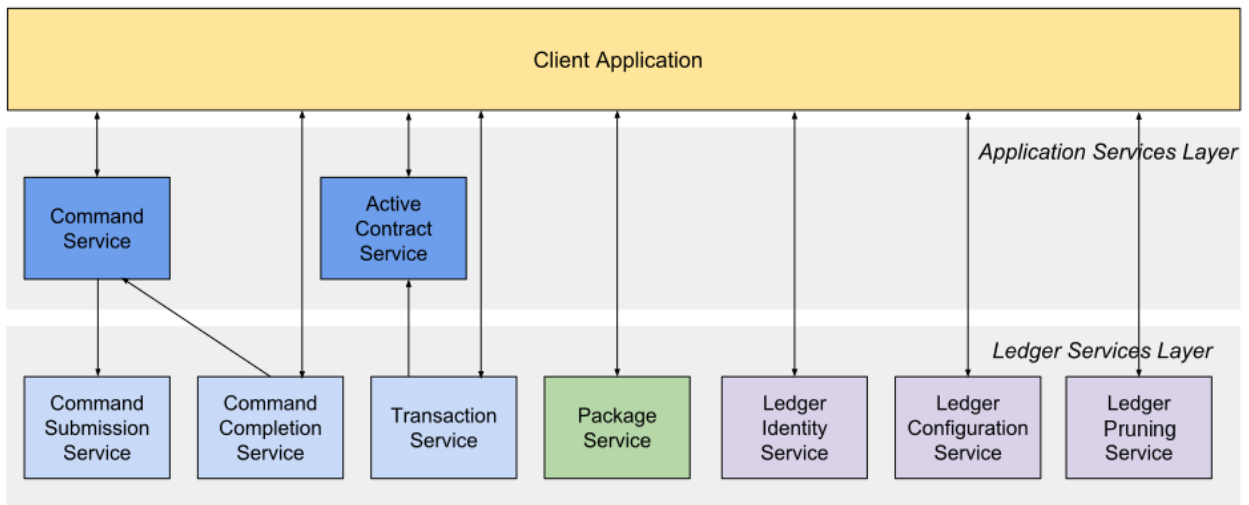 Client Application
Application Services Layer
Command
Service
Active
Contract
Service
Ledger Services Layer
Command
Submission
Service
Command
Completion
Service
Transaction
Service
Package
Service
Ledger
Identity
Service
Ledger
Configuration
Service
Ledger
Pruning
Service